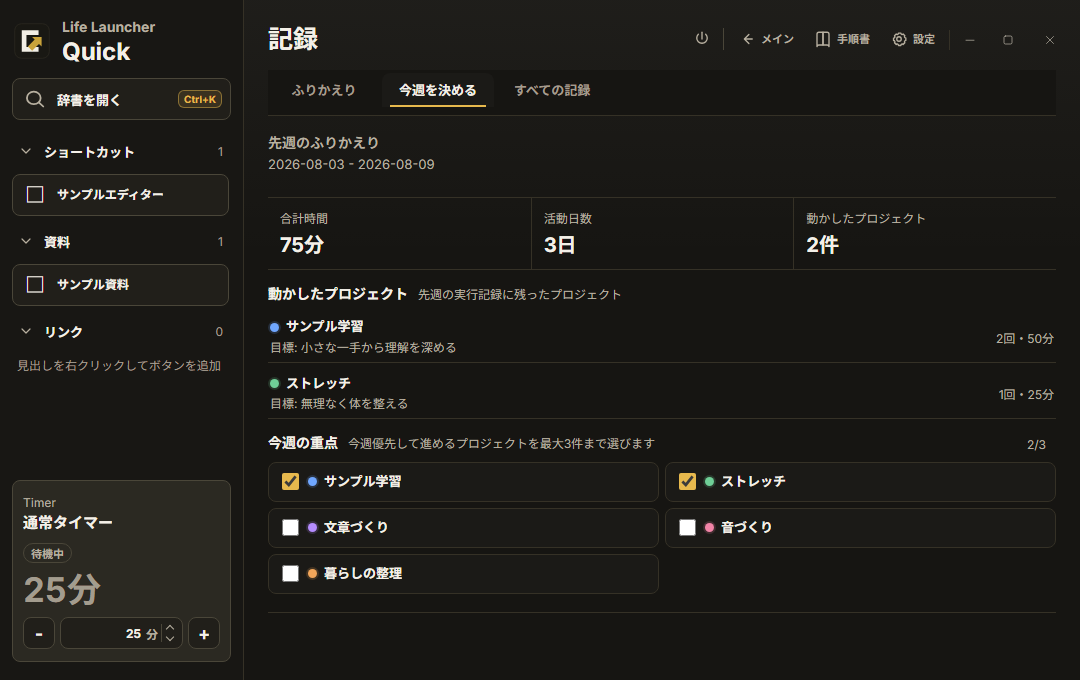 Life Launcher
Quick
辞書を開く Ctrl+K
ショートカット 1
サンプルエディター
資料 1
サンプル資料
リンク 0
見出しを右クリックしてボタンを追加
Timer
通常タイマー
待機中
25分
- 25 分 +
記録
メイン 手順書 設定
ふりかえり 今週を決める すべての記録
先週のふりかえり
2026-08-03 - 2026-08-09
合計時間 活動日数 動かしたプロジェクト
75分 3日 2件
動かしたプロジェクト 先週の実行記録に残ったプロジェクト
サンプル学習
目標: 小さな一手から理解を深める 2回・50分
ストレッチ
目標: 無理なく体を整える 1回・25分
今週の重点 今週優先して進めるプロジェクトを最大3件まで選びます 2/3
サンプル学習 ストレッチ
文章づくり 音づくり
暮らしの整理